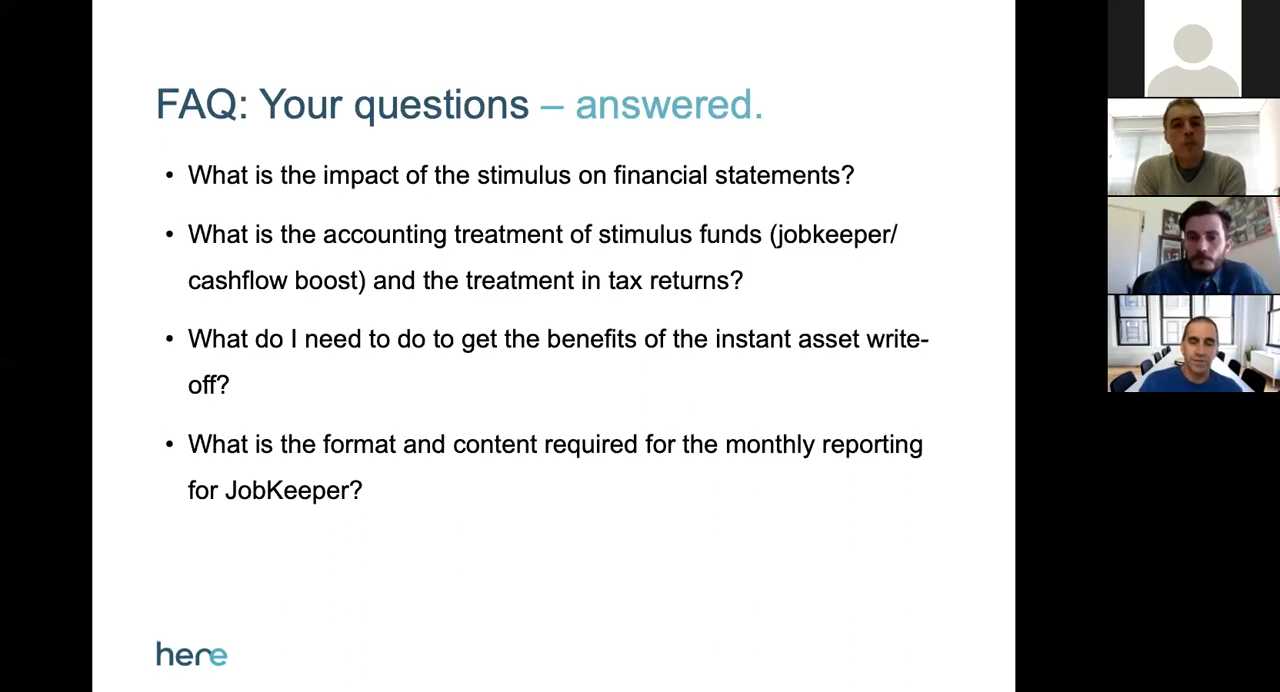 FAQ: Your questions – answered.
• What is the impact of the stimulus on financial statements?
• What is the accounting treatment of stimulus funds (jobkeeper/
cashflow boost) and the treatment in tax returns?
• What do I need to do to get the benefits of the instant asset write-
off?
• What is the format and content required for the monthly reporting
for JobKeeper?
here